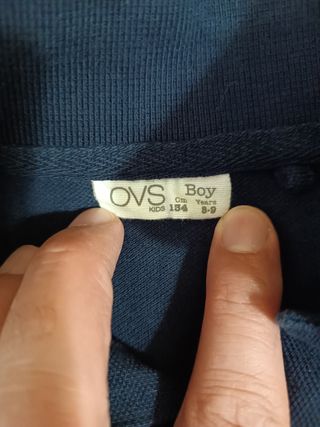 OVS Boy
KIDS Cm Years
134 8-9